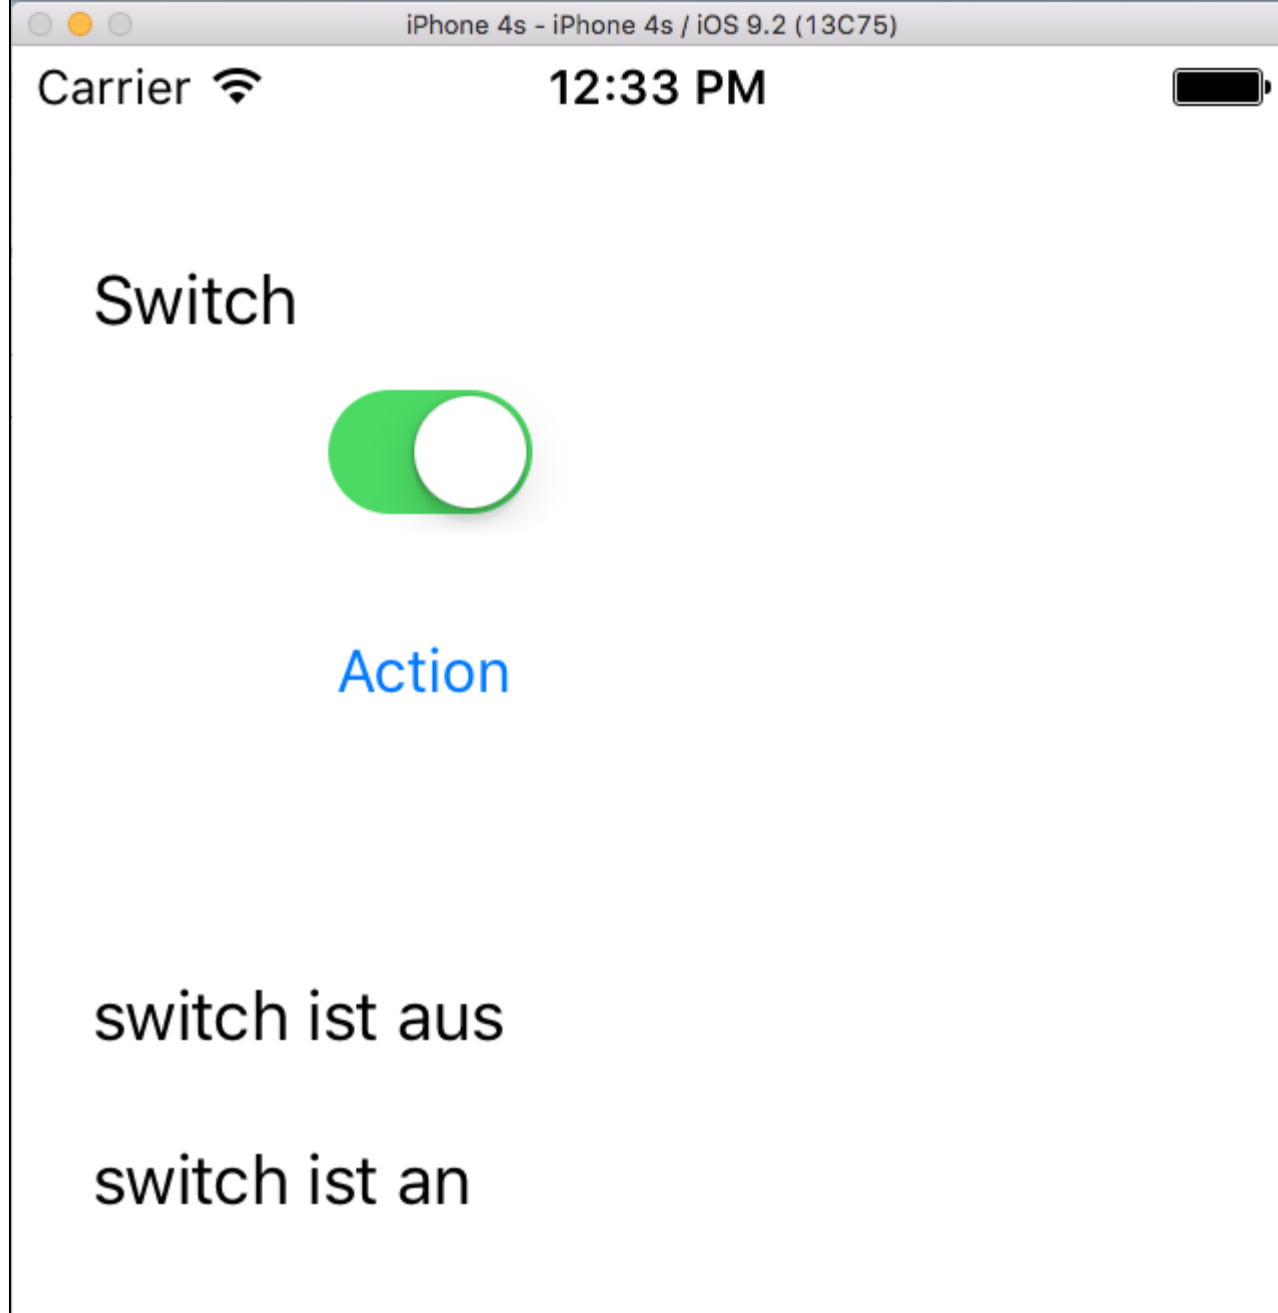 iPhone 4s - iPhone 4s / iOS 9.2 (13C75)
Carrier 12:33 PM
Switch
Action
switch ist aus
switch ist an